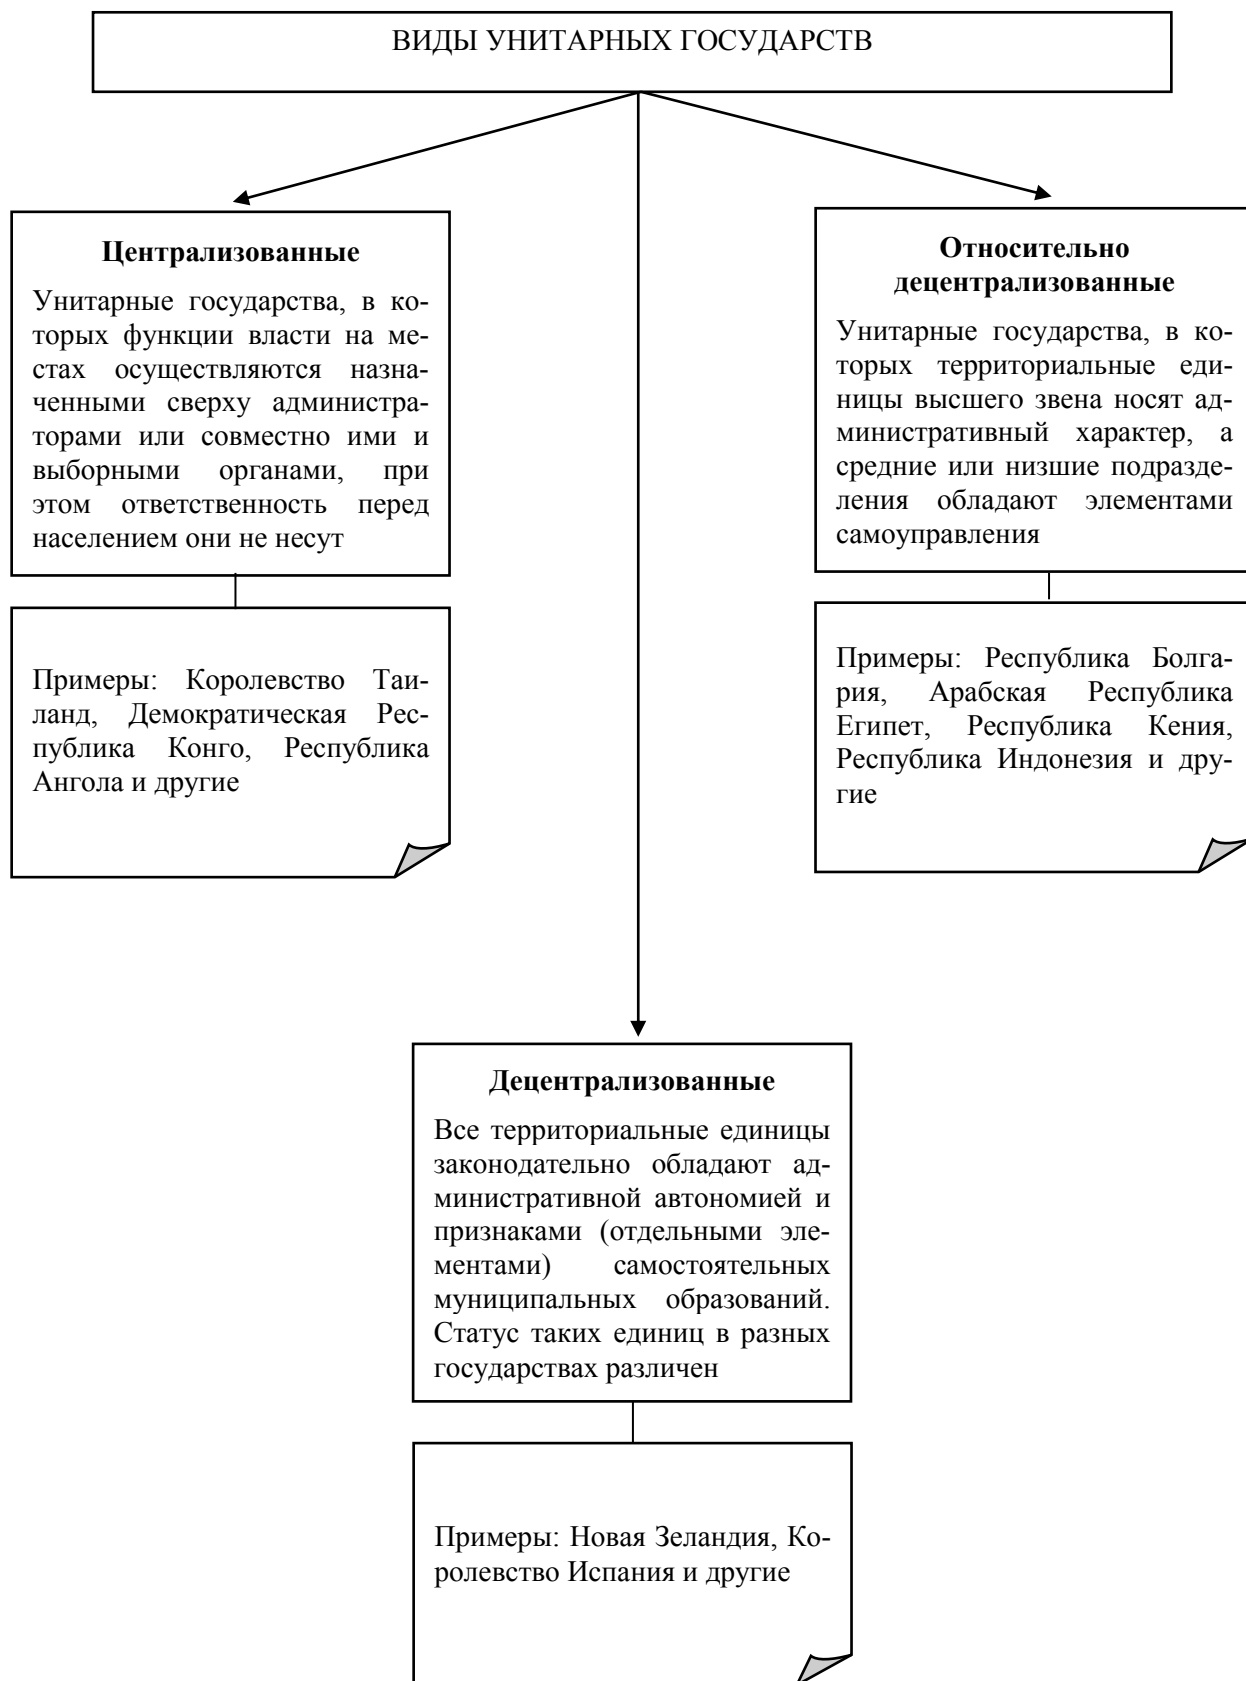 ВИДЫ УНИТАРНЫХ ГОСУДАРСТВ
Централизованные
Унитарные государства, в ко-
торых функции власти на ме-
стах осуществляются назна-
ченными сверху администра-
торами или совместно ими и
выборными органами, при
этом ответственность перед
населением они не несут
Примеры: Королевство Таи-
ланд, Демократическая Рес-
публика Конго, Республика
Ангола и другие
Относительно
децентрализованные
Унитарные государства, в ко-
торых территориальные еди-
ницы высшего звена носят ад-
министративный характер, а
средние или низшие подразде-
ления обладают элементами
самоуправления
Примеры: Республика Болга-
рия, Арабская Республика
Египет, Республика Кения,
Республика Индонезия и дру-
гие
Децентрализованные
Все территориальные единицы
законодательно обладают ад-
министративной автономией и
признаками (отдельными эле-
ментами) самостоятельных
муниципальных образований.
Статус таких единиц в разных
государствах различен
Примеры: Новая Зеландия, Ко-
ролевство Испания и другие